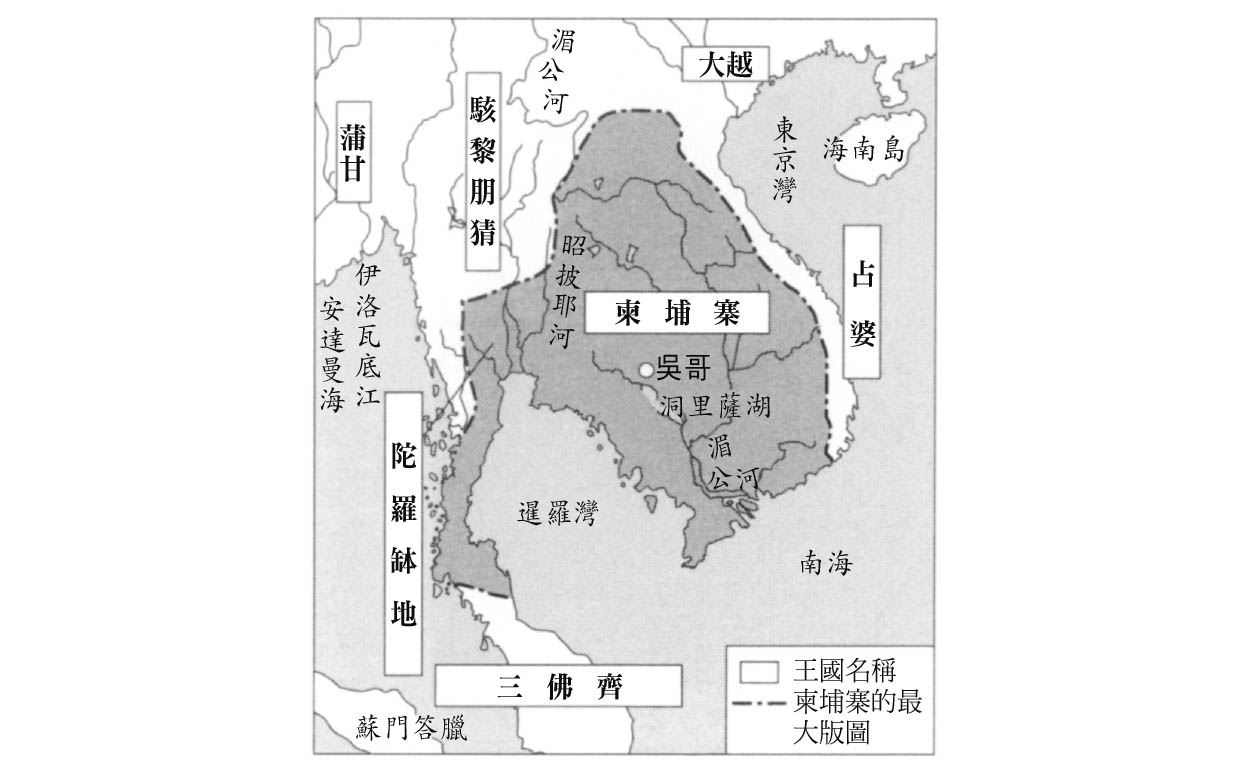 湄公河
大越
駭黎朋猜
蒲甘
東京灣
海南島
昭披耶河
占婆
伊洛瓦底江
安達曼海
柬埔寨
吳哥
洞里薩湖
湄公河
陀羅缽地
暹羅灣
南海
三佛齊
蘇門答臘
王國名稱
柬埔寨的最
大版圖